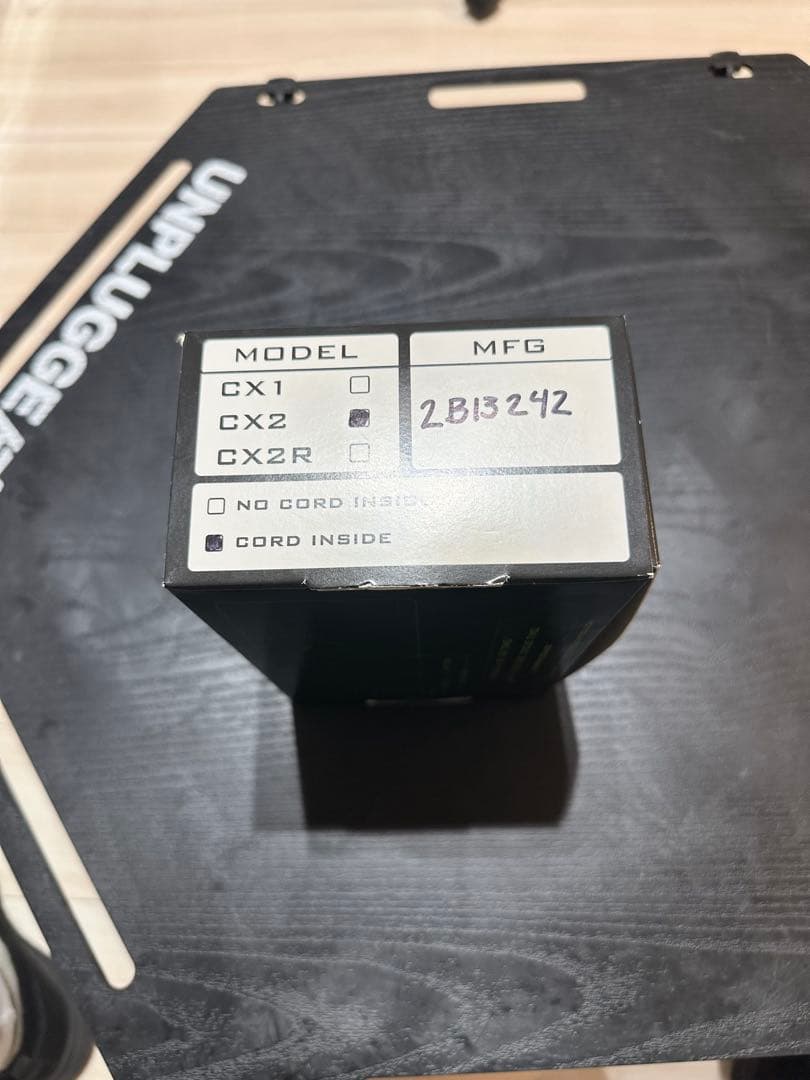 UNPLUGGE
MODEL
CX1
CX2
CX2R
MFG
2B13242
NO CORD INSIDE
CORD INSIDE